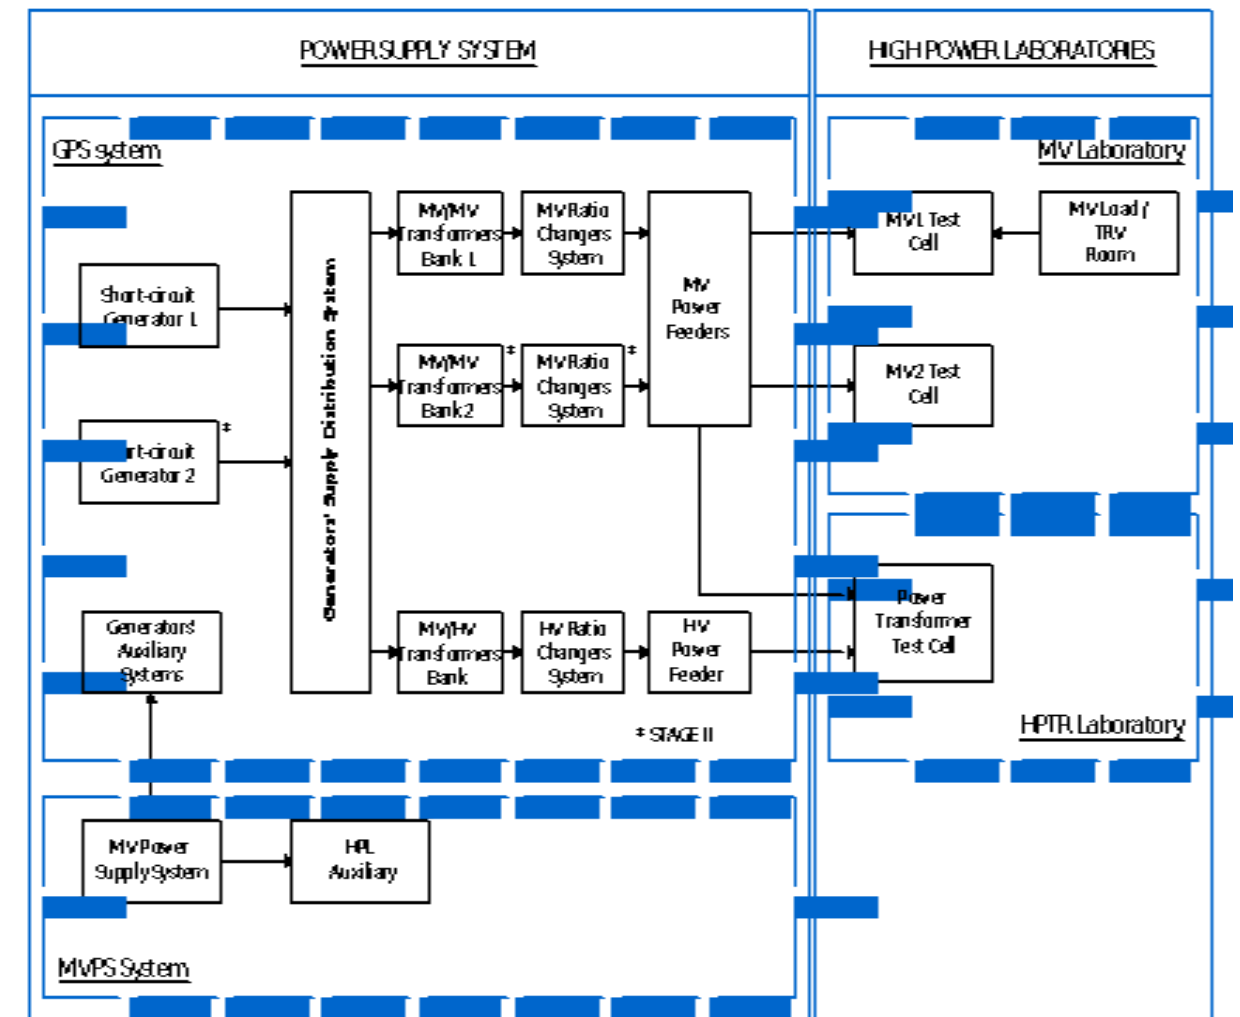 POWER SUPPLY SYSTEM
HIGH POWER LABORATORIES
GPS system
MV Laboratory
Short-circuit
Generator 1
*
Short-circuit
Generator 2
Generators'
Auxiliary
Systems
Generators' Supply Distribution System
MV/MV
Transformers
Bank 1
MV Ratio
Changers
System
MV/MV
Transformers
Bank 2
*
MV Ratio
Changers
System
*
MV/HV
Transformers
Bank
HV Ratio
Changers
System
MV
Power
Feeders
HV
Power
Feeder
* STAGE II
MV1 Test
Cell
MV Load /
TRV
Room
MV2 Test
Cell
Power
Transformer
Test Cell
HPTR Laboratory
MV Power
Supply System
HPL
Auxiliary
MVPS System